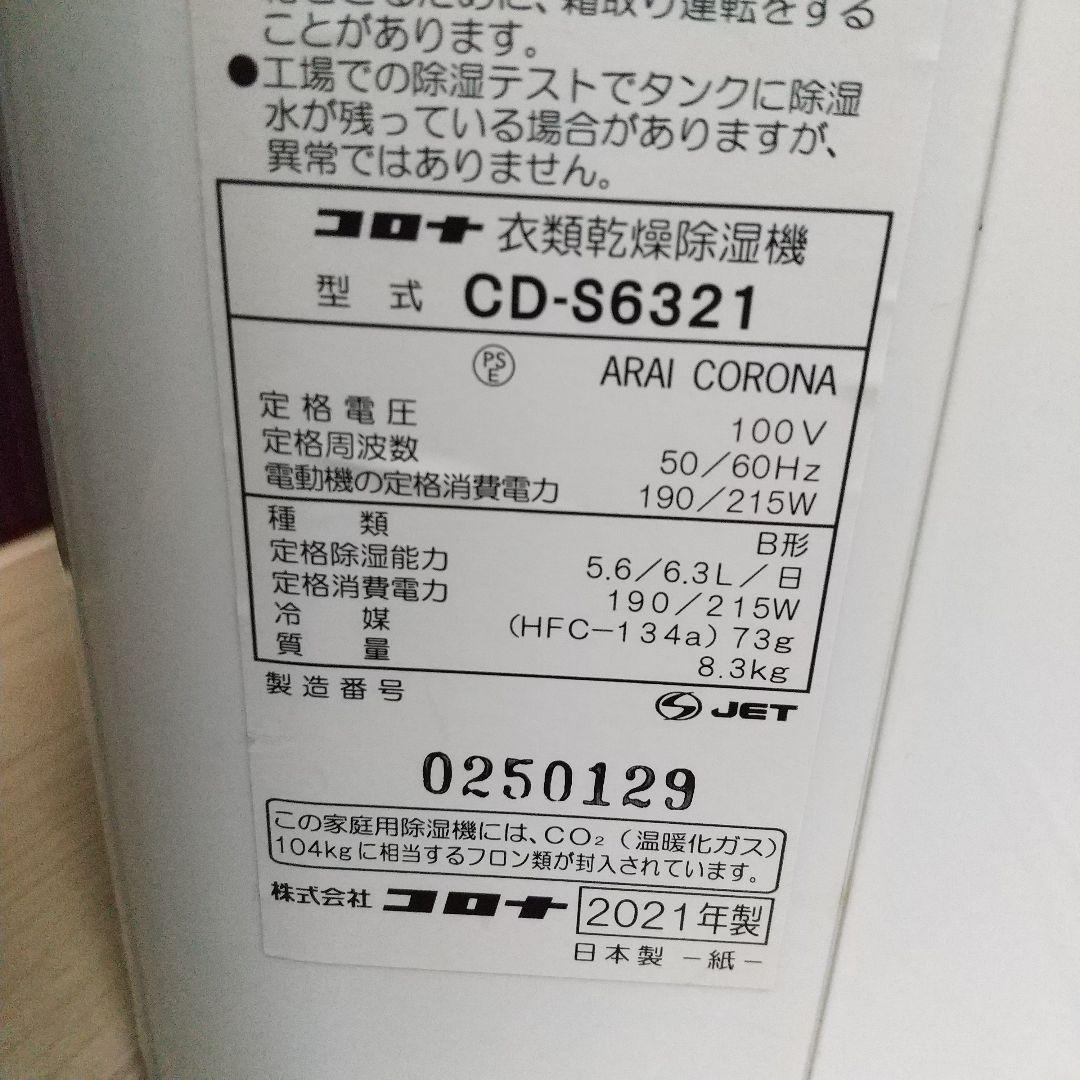 ことがあります。
●工場での除湿テストでタンクに除湿
水が残っている場合がありますが、
異常ではありません。
コロナ 衣類乾燥除湿機
型式 CD-S6321
PSE ARAI CORONA
定格電圧 100V
定格周波数 50/60Hz
電動機の定格消費電力 190/215W
種類 B形
定格除湿能力 5.6/6.3L/日
定格消費電力 190/215W
冷媒 (HFC-134a) 73g
質量 8.3kg
製造番号
JET
0250129
この家庭用除湿機には、CO₂（温暖化ガス）
104kgに相当するフロン類が封入されています。
株式会社 コロナ 2021年製
日本製 -紙-